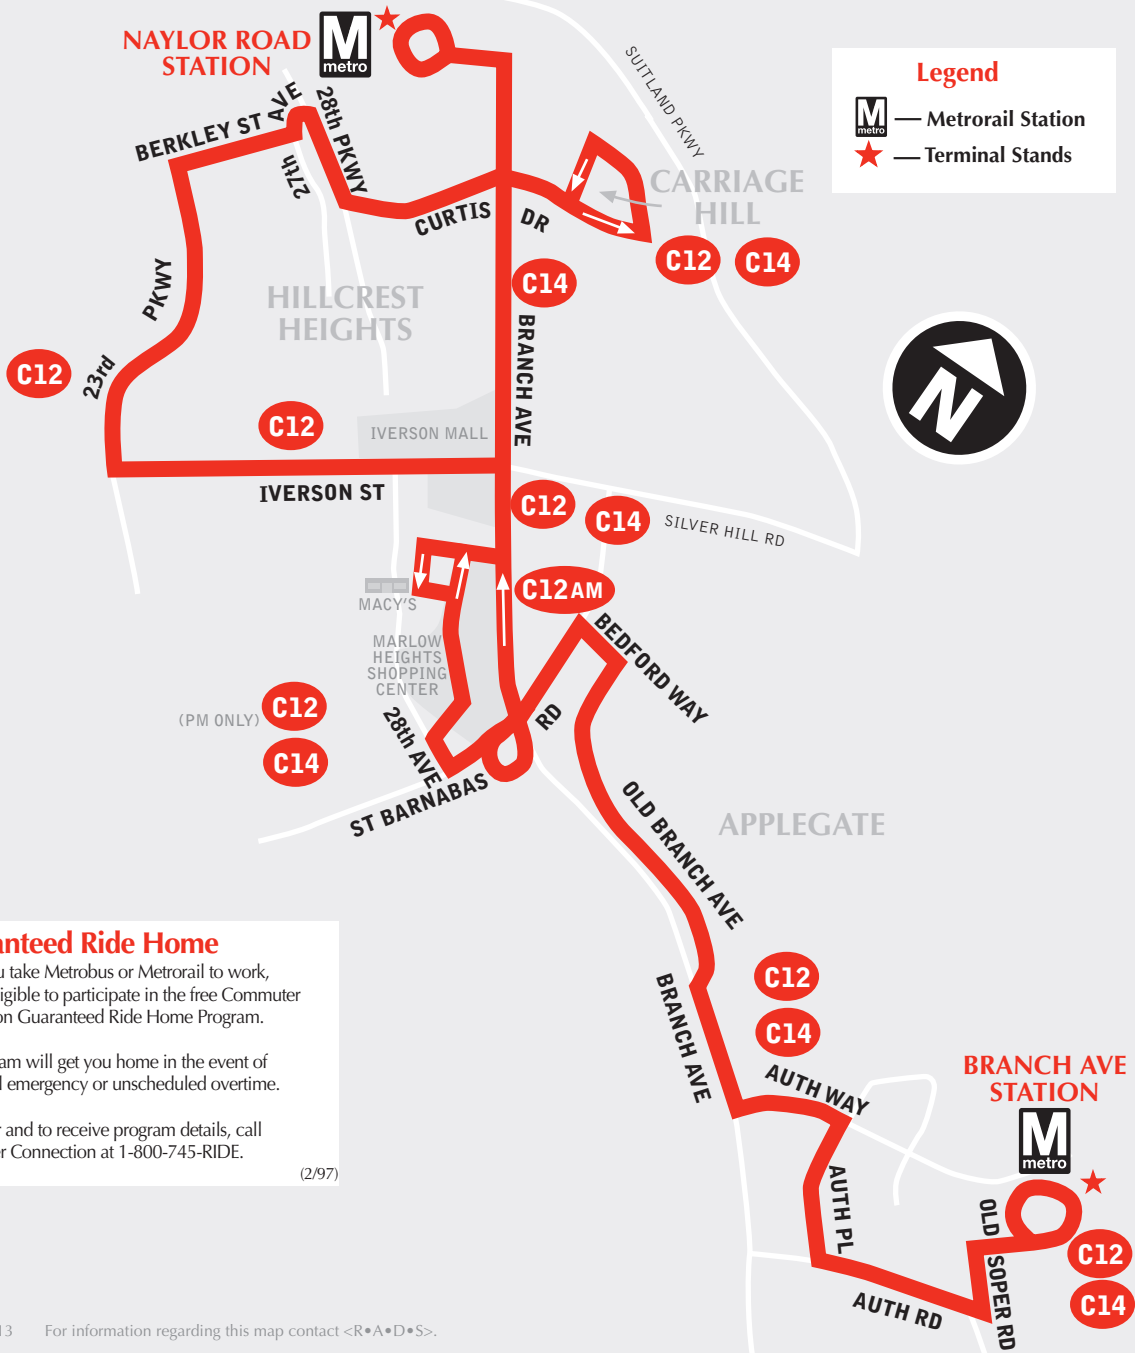 NAYLOR ROAD
STATION
M
metro
SUITLAND PKWY
Legend
M
metro
— Metrorail Station
— Terminal Stands
BERKLEY ST
AVE
27th
28th PKWY
CURTIS DR
CARRIAGE
HILL
C12
C14
C14
PKWY
23rd
HILLCREST
HEIGHTS
BRANCH AVE
C12
C12
IVERSON MALL
N
IVERSON ST
C12
C14
SILVER HILL RD
C12 AM
MACY'S
MARLOW
HEIGHTS
SHOPPING
CENTER
BEDFORD WAY
(PM ONLY)
C12
C14
28th AVE
ST BARNABAS RD
OLD BRANCH AVE
APPLEGATE
anteed Ride Home
u take Metrobus or Metrorail to work,
igible to participate in the free Commuter
on Guaranteed Ride Home Program.
am will get you home in the event of
l emergency or unscheduled overtime.
r and to receive program details, call
er Connection at 1-800-745-RIDE.
(2/97)
BRANCH AVE
C12
C14
AUTH WAY
BRANCH AVE
STATION
M
metro
AUTH PL
OLD SOPER RD
C12
C14
AUTH RD
13 For information regarding this map contact <R•A•D•S>.